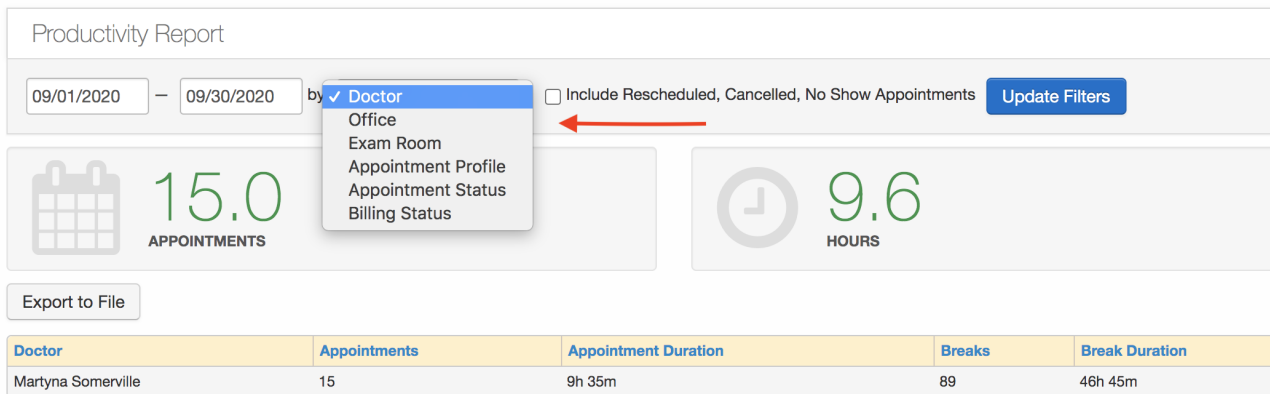 Productivity Report
09/01/2020 – 09/30/2020 by ✓ Doctor Include Rescheduled, Cancelled, No Show Appointments Update Filters
Office
Exam Room
Appointment Profile
Appointment Status
Billing Status
15.0
APPOINTMENTS
9.6
HOURS
Export to File
Doctor Appointments Appointment Duration Breaks Break Duration
Martyna Somerville 15 9h 35m 89 46h 45m